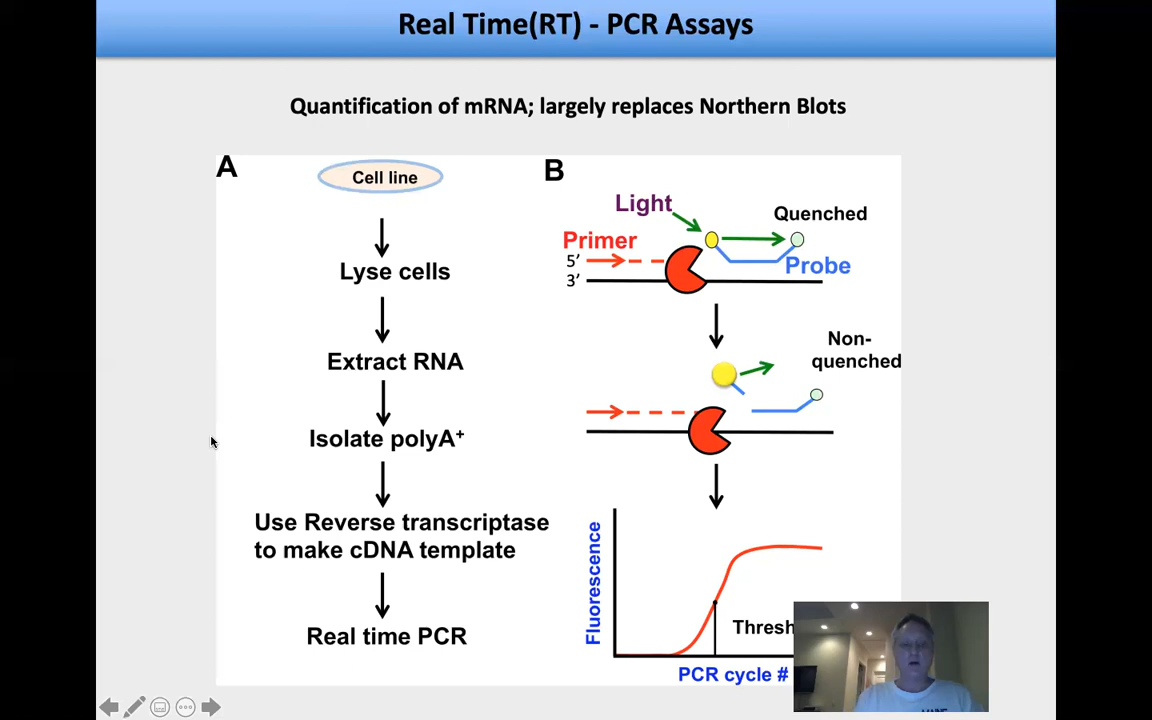 Real Time(RT) - PCR Assays
Quantification of mRNA; largely replaces Northern Blots
A
Cell line
Lyse cells
Extract RNA
Isolate polyA⁺
Use Reverse transcriptase
to make cDNA template
Real time PCR
B
Light
Quenched
Primer
5’
3’
Probe
Non-
quenched
Fluorescence
Thresh
PCR cycle #